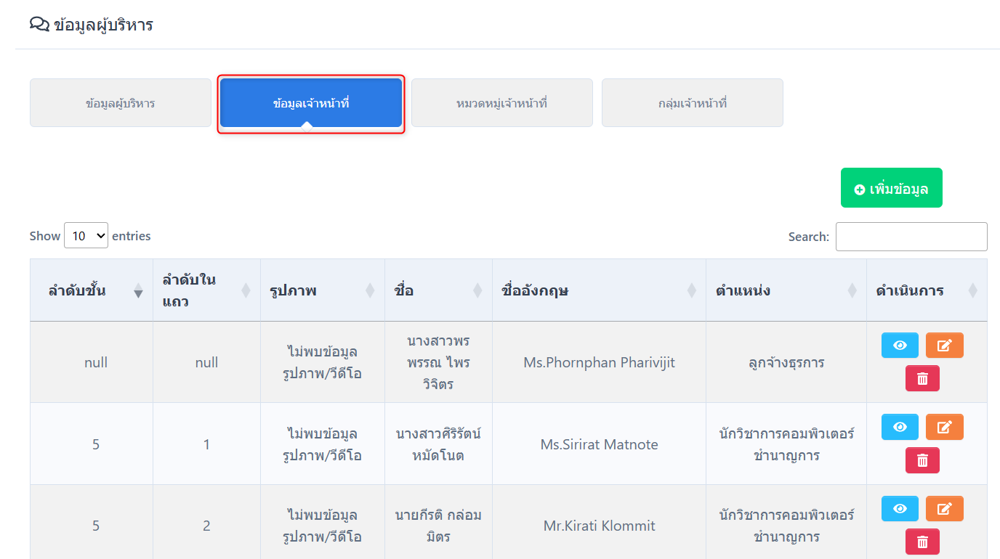 ข้อมูลผู้บริหาร
ข้อมูลผู้บริหาร ข้อมูลเจ้าหน้าที่ หมวดหมู่เจ้าหน้าที่ กลุ่มเจ้าหน้าที่
เพิ่มข้อมูล
Show 10 entries Search:
ลำดับชั้น
ลำดับใน
แถว
รูปภาพ
ชื่อ
ชื่ออังกฤษ
ตำแหน่ง
ดำเนินการ
null
null
ไม่พบข้อมูล
รูปภาพ/วีดีโอ
นางสาวพร
พรรณ ไพร
วิจิตร
Ms.Phornphan Pharivijit
ลูกจ้างธุรการ
5
1
ไม่พบข้อมูล
รูปภาพ/วีดีโอ
นางสาวศิริรัตน์
หมัดโนต
Ms.Sirirat Matnote
นักวิชาการคอมพิวเตอร์
ชำนาญการ
5
2
ไม่พบข้อมูล
รูปภาพ/วีดีโอ
นายกีรติ กล่อม
มิตร
Mr.Kirati Klommit
นักวิชาการคอมพิวเตอร์
ชำนาญการ